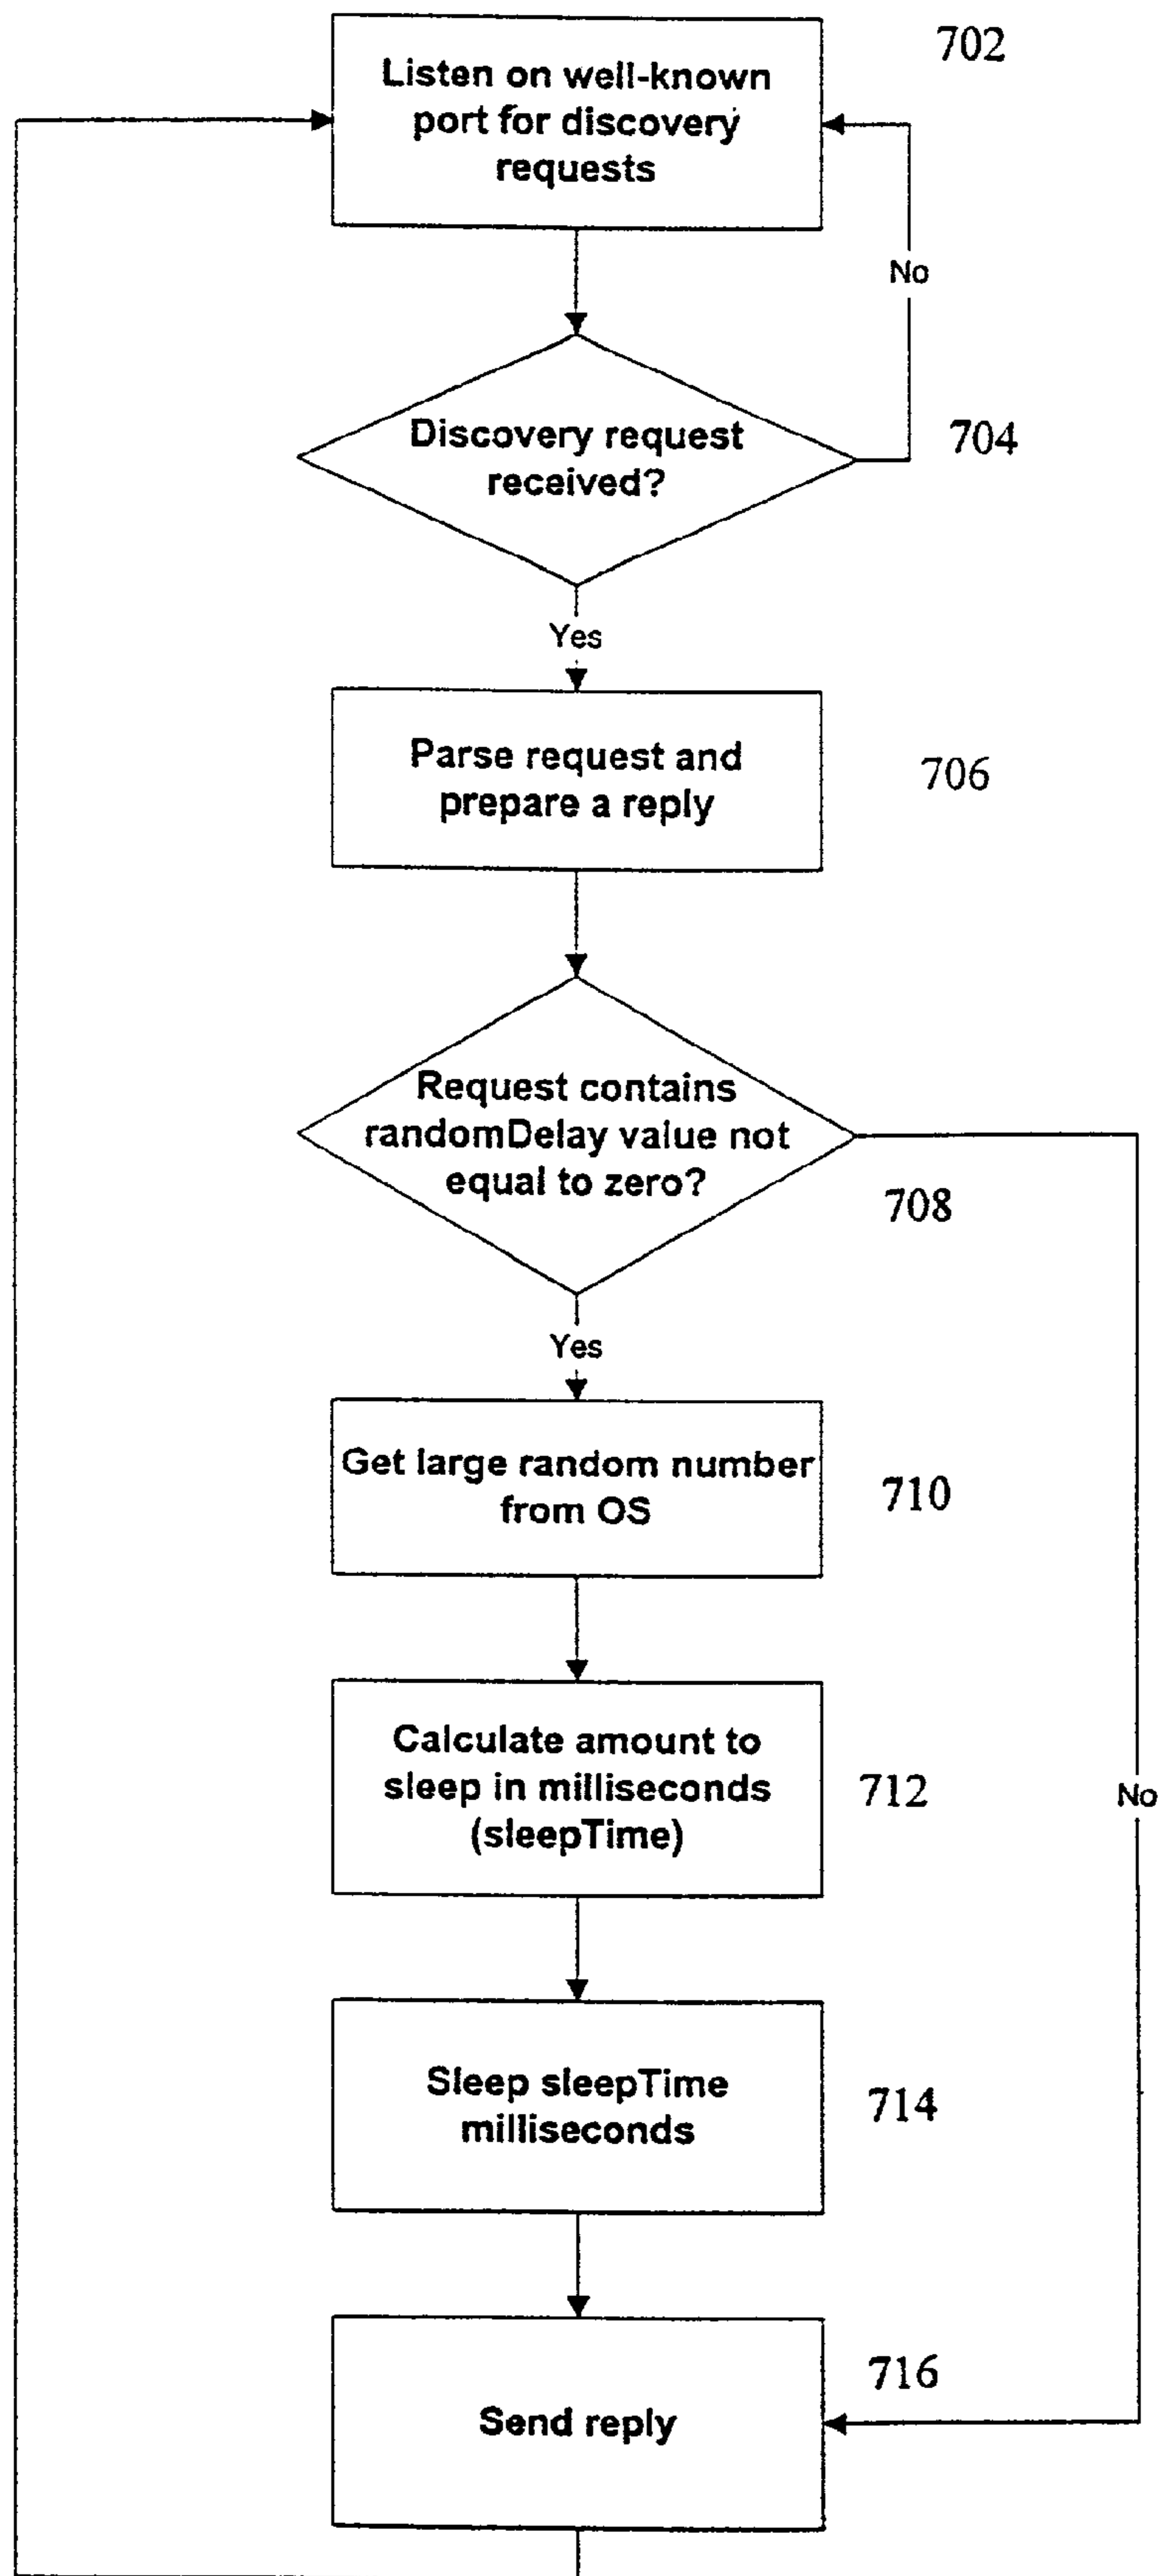 702
Listen on well-known
port for discovery
requests
No
Discovery request
received?
704
Yes
Parse request and
prepare a reply
706
Request contains
randomDelay value not
equal to zero?
708
Yes
Get large random number
from OS
710
Calculate amount to
sleep in milliseconds
(sleepTime)
712
No
Sleep sleepTime
milliseconds
714
716
Send reply